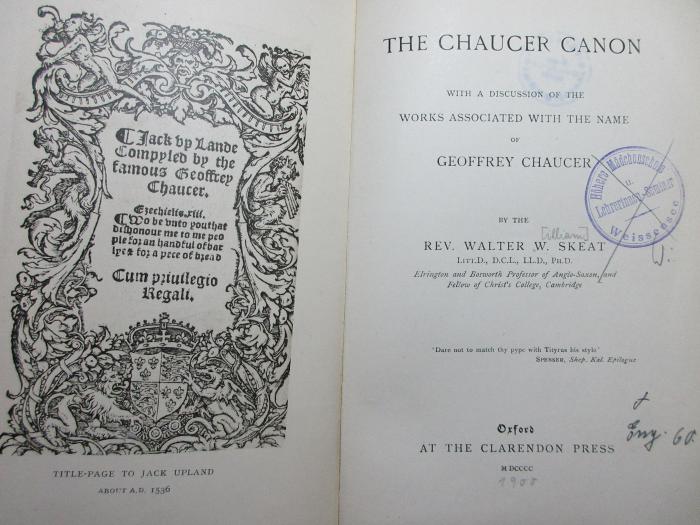 Jack vp Lande
Compyled by the
famous Geoffrey
Chaucer.
Ezechielis. xiii.
Wo be vnto you that
dishonour me to me peo
ple for an handful of bar
lye & for a pece of bread
Cum priuilegio
Regali.
TITLE-PAGE TO JACK UPLAND
ABOUT A.D. 1536
THE CHAUCER CANON
WITH A DISCUSSION OF THE
WORKS ASSOCIATED WITH THE NAME
OF
GEOFFREY CHAUCER
Höhere Mädchenschule
u.
Lehrerinnen-Seminar
Weissensee
W.
BY THE
[illiam]
REV. WALTER W. SKEAT
LITT.D., D.C.L., LL.D., PH.D.
Elrington and Bosworth Professor of Anglo-Saxon, and
Fellow of Christ's College, Cambridge
'Dare not to match thy pype with Tityrus his style'
SPENSER, Shep. Kal. Epilogue
Oxford
AT THE CLARENDON PRESS
MDCCCC
1900
Eng. 60.